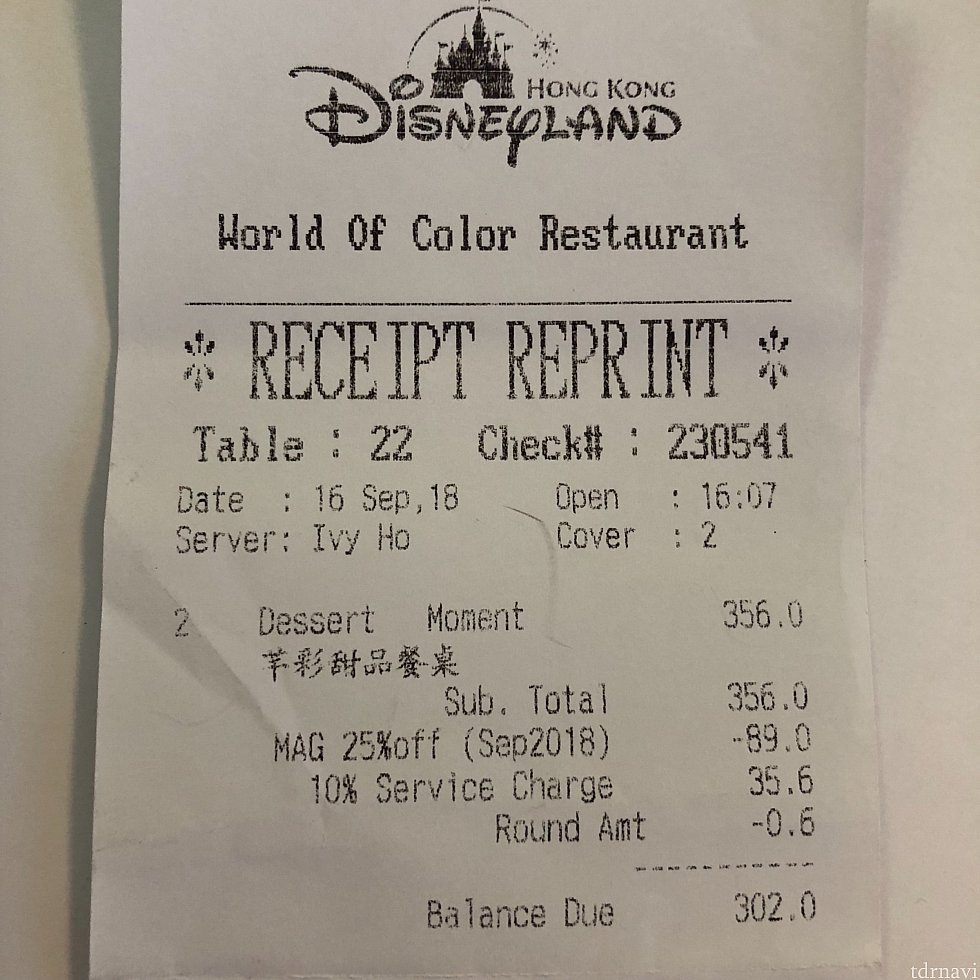 HONG KONG
DISNEYLAND
World Of Color Restaurant
* RECEIPT REPRINT *
Table : 22 Check# : 230541
Date : 16 Sep,18 Open : 16:07
Server: Ivy Ho Cover : 2
2 Dessert Moment 356.0
芊彩甜品餐桌
Sub. Total 356.0
MAG 25%off (Sep2018) -89.0
10% Service Charge 35.6
Round Amt -0.6
Balance Due 302.0
tdrnavi